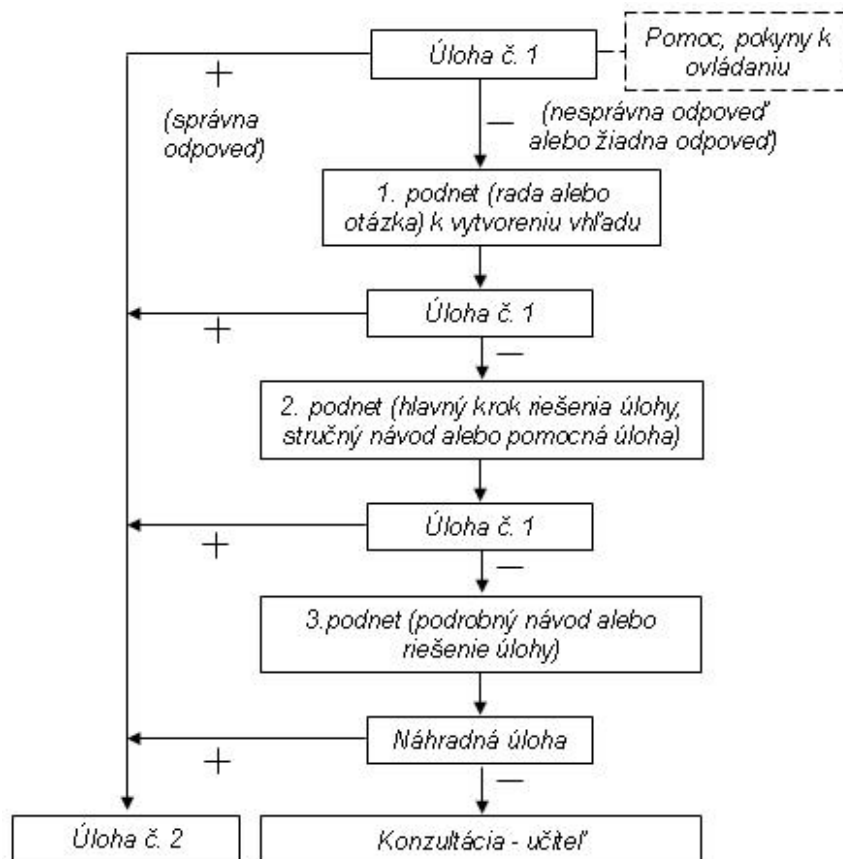 Úloha č. 1
Pomoc, pokyny k
ovládaniu
+
(správna
odpoveď)
—
(nesprávna odpoveď
alebo žiadna odpoveď)
1. podnet (rada alebo
otázka) k vytvoreniu vhľadu
Úloha č. 1
+
—
2. podnet (hlavný krok riešenia úlohy,
stručný návod alebo pomocná úloha)
Úloha č. 1
+
—
3.podnet (podrobný návod alebo
riešenie úlohy)
Náhradná úloha
+
—
Úloha č. 2
Konzultácia - učiteľ